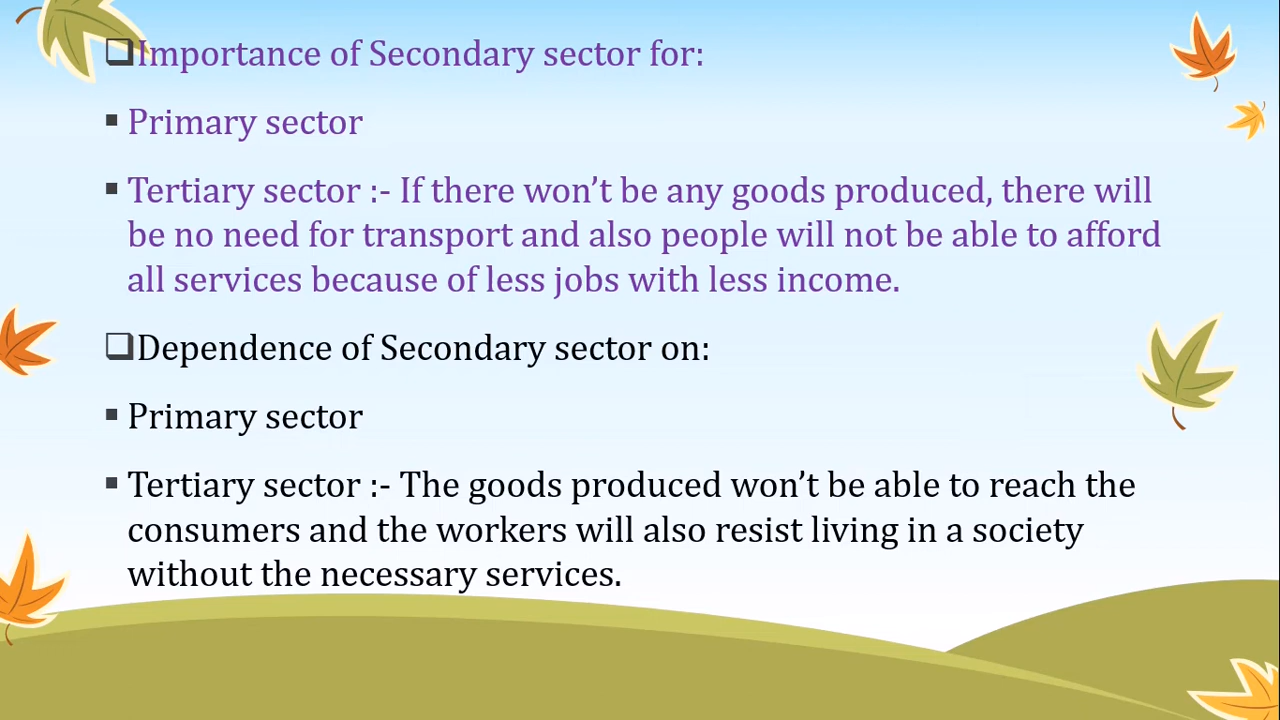 ❑Importance of Secondary sector for:
▪ Primary sector
▪ Tertiary sector :- If there won’t be any goods produced, there will
be no need for transport and also people will not be able to afford
all services because of less jobs with less income.
❑Dependence of Secondary sector on:
▪ Primary sector
▪ Tertiary sector :- The goods produced won’t be able to reach the
consumers and the workers will also resist living in a society
without the necessary services.